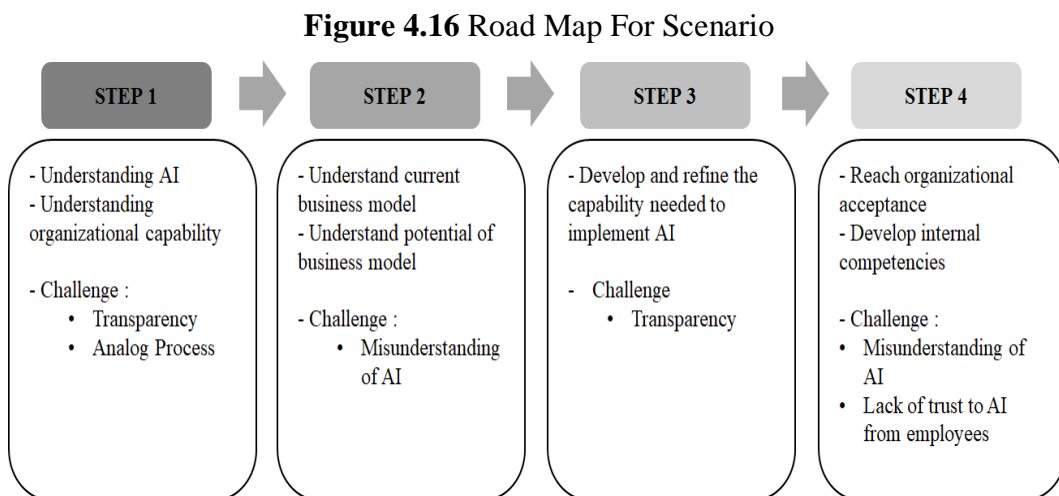 Figure 4.16 Road Map For Scenario
STEP 1
- Understanding AI
- Understanding
organizational capability
- Challenge :
• Transparency
• Analog Process
STEP 2
- Understand current
business model
- Understand potential of
business model
- Challenge :
• Misunderstanding
of AI
STEP 3
- Develop and refine the
capability needed to
implement AI
- Challenge
• Transparency
STEP 4
- Reach organizational
acceptance
- Develop internal
competencies
- Challenge :
• Misunderstanding of
AI
• Lack of trust to AI
from employees